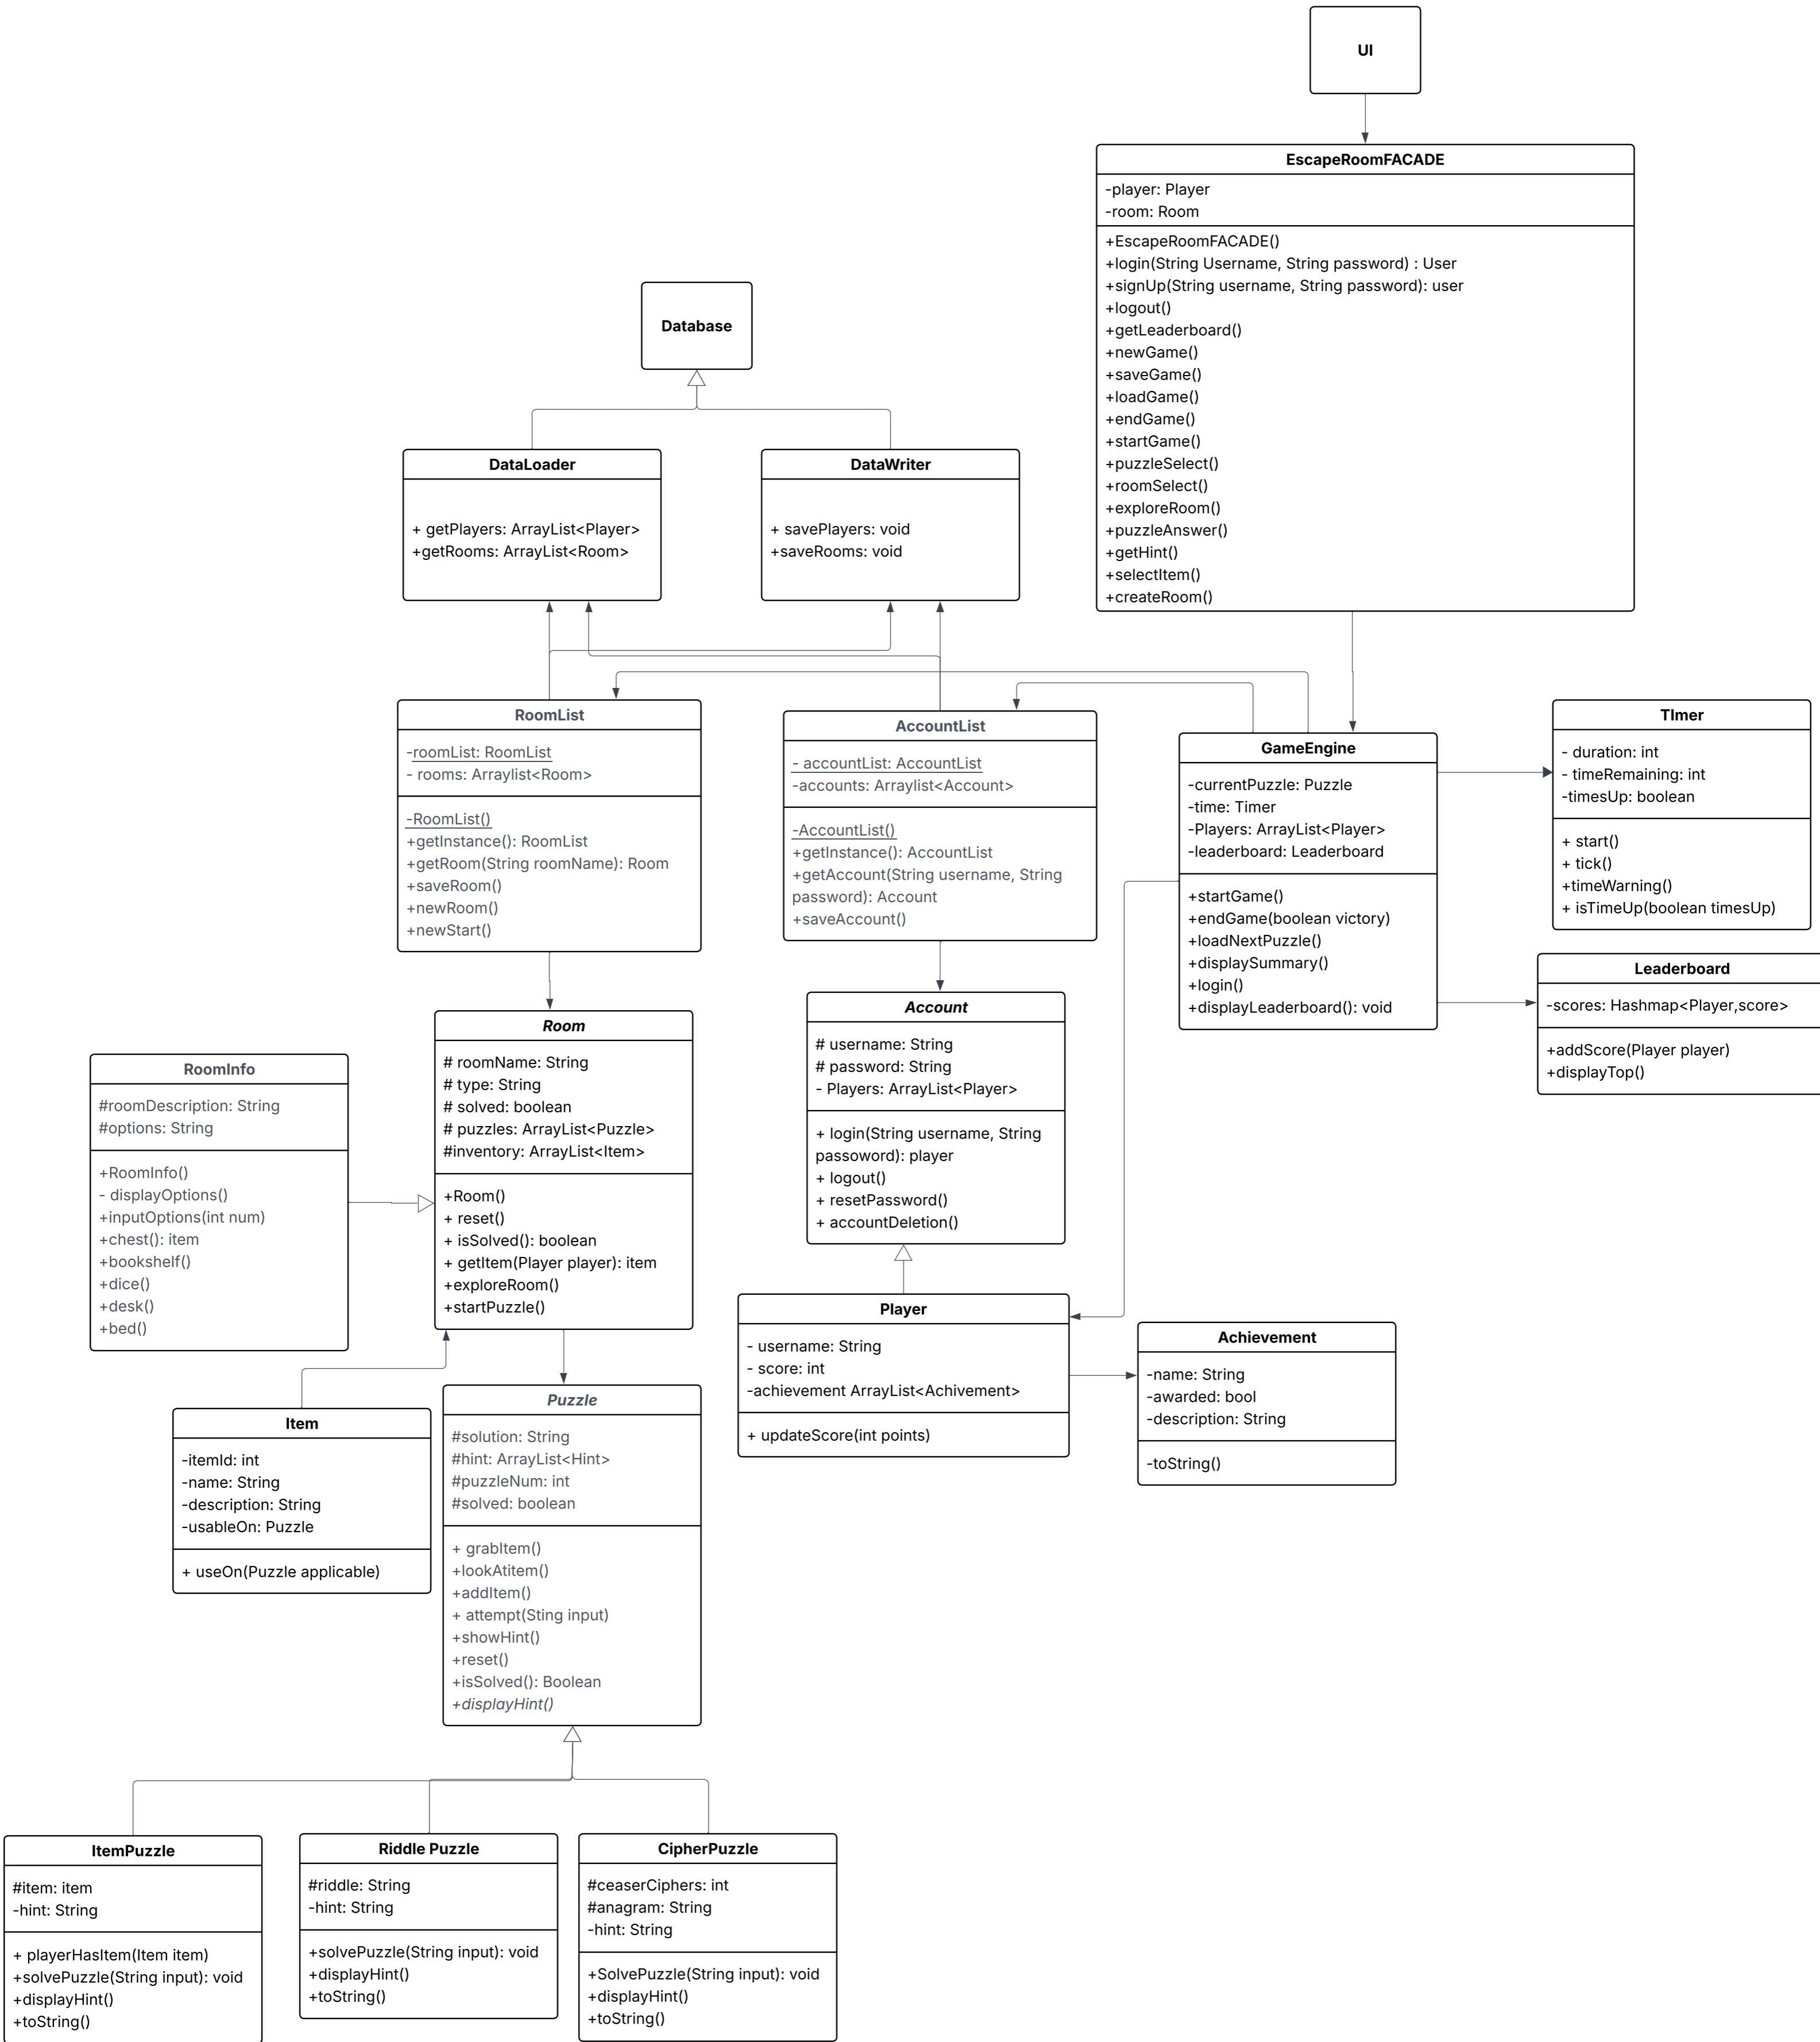 UI
EscapeRoomFACADE
-player: Player
-room: Room
+EscapeRoomFACADE()
+login(String Username, String password) : User
+signUp(String username, String password): user
+logout()
+getLeaderboard()
+newGame()
+saveGame()
+loadGame()
+endGame()
+startGame()
+puzzleSelect()
+roomSelect()
+exploreRoom()
+puzzleAnswer()
+getHint()
+selectItem()
+createRoom()
Database
DataLoader
+ getPlayers: ArrayList<Player>
+getRooms: ArrayList<Room>
DataWriter
+ savePlayers: void
+saveRooms: void
RoomList
-roomList: RoomList
- rooms: Arraylist<Room>
-RoomList()
+getInstance(): RoomList
+getRoom(String roomName): Room
+saveRoom()
+newRoom()
+newStart()
AccountList
- accountList: AccountList
-accounts: Arraylist<Account>
-AccountList()
+getInstance(): AccountList
+getAccount(String username, String
password): Account
+saveAccount()
GameEngine
-currentPuzzle: Puzzle
-time: Timer
-Players: ArrayList<Player>
-leaderboard: Leaderboard
+startGame()
+endGame(boolean victory)
+loadNextPuzzle()
+displaySummary()
+login()
+displayLeaderboard(): void
TImer
- duration: int
- timeRemaining: int
-timesUp: boolean
+ start()
+ tick()
+timeWarning()
+ isTimeUp(boolean timesUp)
Leaderboard
-scores: Hashmap<Player,score>
+addScore(Player player)
+displayTop()
RoomInfo
#roomDescription: String
#options: String
+RoomInfo()
- displayOptions()
+inputOptions(int num)
+chest(): item
+bookshelf()
+dice()
+desk()
+bed()
Room
# roomName: String
# type: String
# solved: boolean
# puzzles: ArrayList<Puzzle>
#inventory: ArrayList<Item>
+Room()
+ reset()
+ isSolved(): boolean
+ getItem(Player player): item
+exploreRoom()
+startPuzzle()
Account
# username: String
# password: String
- Players: ArrayList<Player>
+ login(String username, String
passoword): player
+ logout()
+ resetPassword()
+ accountDeletion()
Player
- username: String
- score: int
-achievement ArrayList<Achivement>
+ updateScore(int points)
Achievement
-name: String
-awarded: bool
-description: String
-toString()
Item
-itemId: int
-name: String
-description: String
-usableOn: Puzzle
+ useOn(Puzzle applicable)
Puzzle
#solution: String
#hint: ArrayList<Hint>
#puzzleNum: int
#solved: boolean
+ grabItem()
+lookAtitem()
+addItem()
+ attempt(Sting input)
+showHint()
+reset()
+isSolved(): Boolean
+displayHint()
ItemPuzzle
#item: item
-hint: String
+ playerHasItem(Item item)
+solvePuzzle(String input): void
+displayHint()
+toString()
Riddle Puzzle
#riddle: String
-hint: String
+solvePuzzle(String input): void
+displayHint()
+toString()
CipherPuzzle
#ceaserCiphers: int
#anagram: String
-hint: String
+SolvePuzzle(String input): void
+displayHint()
+toString()